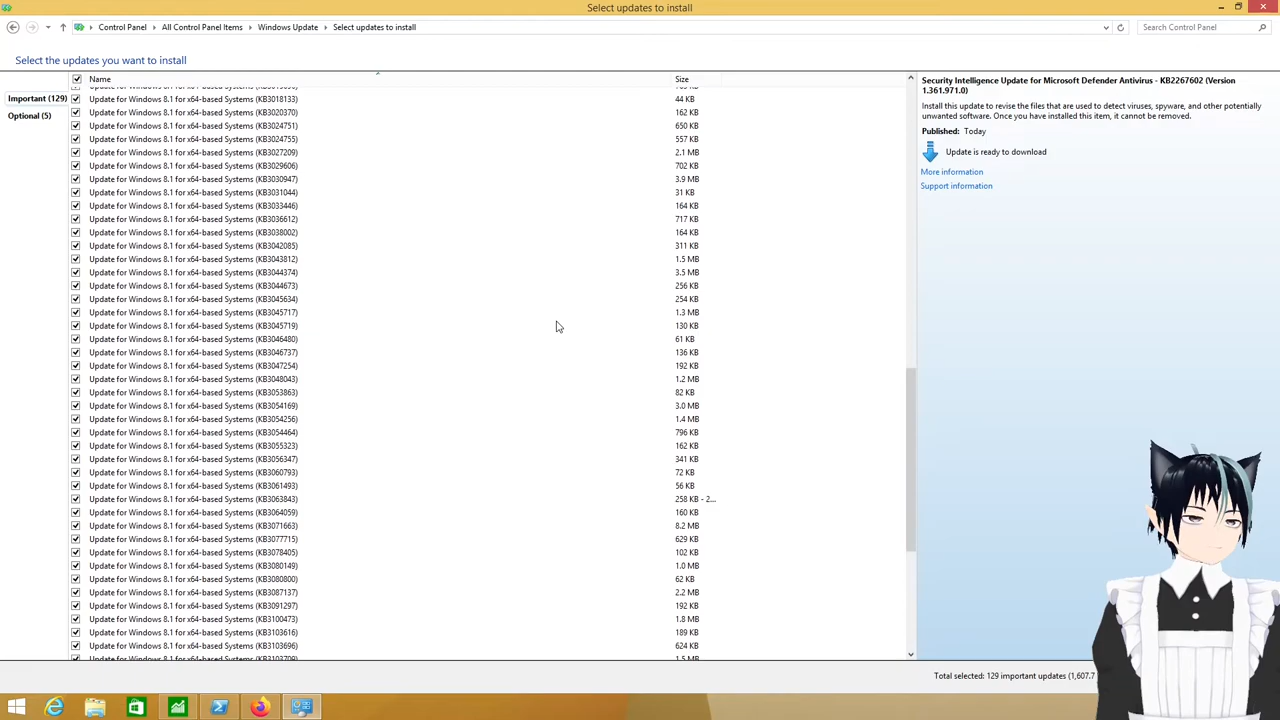 Select updates to install
Control Panel
All Control Panel Items
Windows Update
Select updates to install
Search Control Panel
Select the updates you want to install
Important (129)
Optional (5)
Name Size
Update for Windows 8.1 for x64-based Systems (KB3018133) 44 KB
Update for Windows 8.1 for x64-based Systems (KB3020370) 162 KB
Update for Windows 8.1 for x64-based Systems (KB3024751) 650 KB
Update for Windows 8.1 for x64-based Systems (KB3024755) 557 KB
Update for Windows 8.1 for x64-based Systems (KB3027209) 2.1 MB
Update for Windows 8.1 for x64-based Systems (KB3029606) 702 KB
Update for Windows 8.1 for x64-based Systems (KB3030947) 3.9 MB
Update for Windows 8.1 for x64-based Systems (KB3031044) 31 KB
Update for Windows 8.1 for x64-based Systems (KB3033446) 164 KB
Update for Windows 8.1 for x64-based Systems (KB3036612) 717 KB
Update for Windows 8.1 for x64-based Systems (KB3038002) 164 KB
Update for Windows 8.1 for x64-based Systems (KB3042085) 311 KB
Update for Windows 8.1 for x64-based Systems (KB3043812) 1.5 MB
Update for Windows 8.1 for x64-based Systems (KB3044374) 3.5 MB
Update for Windows 8.1 for x64-based Systems (KB3044673) 256 KB
Update for Windows 8.1 for x64-based Systems (KB3045634) 254 KB
Update for Windows 8.1 for x64-based Systems (KB3045717) 1.3 MB
Update for Windows 8.1 for x64-based Systems (KB3045719) 130 KB
Update for Windows 8.1 for x64-based Systems (KB3046480) 61 KB
Update for Windows 8.1 for x64-based Systems (KB3046737) 136 KB
Update for Windows 8.1 for x64-based Systems (KB3047254) 192 KB
Update for Windows 8.1 for x64-based Systems (KB3048043) 1.2 MB
Update for Windows 8.1 for x64-based Systems (KB3053863) 82 KB
Update for Windows 8.1 for x64-based Systems (KB3054169) 3.0 MB
Update for Windows 8.1 for x64-based Systems (KB3054256) 1.4 MB
Update for Windows 8.1 for x64-based Systems (KB3054464) 796 KB
Update for Windows 8.1 for x64-based Systems (KB3055323) 162 KB
Update for Windows 8.1 for x64-based Systems (KB3056347) 341 KB
Update for Windows 8.1 for x64-based Systems (KB3060793) 72 KB
Update for Windows 8.1 for x64-based Systems (KB3061493) 56 KB
Update for Windows 8.1 for x64-based Systems (KB3063843) 258 KB - 2...
Update for Windows 8.1 for x64-based Systems (KB3064059) 160 KB
Update for Windows 8.1 for x64-based Systems (KB3071663) 8.2 MB
Update for Windows 8.1 for x64-based Systems (KB3077715) 629 KB
Update for Windows 8.1 for x64-based Systems (KB3078405) 102 KB
Update for Windows 8.1 for x64-based Systems (KB3080149) 1.0 MB
Update for Windows 8.1 for x64-based Systems (KB3080800) 62 KB
Update for Windows 8.1 for x64-based Systems (KB3087137) 2.2 MB
Update for Windows 8.1 for x64-based Systems (KB3091297) 192 KB
Update for Windows 8.1 for x64-based Systems (KB3100473) 1.8 MB
Update for Windows 8.1 for x64-based Systems (KB3103616) 189 KB
Update for Windows 8.1 for x64-based Systems (KB3103696) 624 KB
Update for Windows 8.1 for x64-based Systems (KB3103709) 1.5 MB
Security Intelligence Update for Microsoft Defender Antivirus - KB2267602 (Version
1.361.971.0)
Install this update to revise the files that are used to detect viruses, spyware, and other potentially
unwanted software. Once you have installed this item, it cannot be removed.
Published: Today
Update is ready to download
More information
Support information
Total selected: 129 important updates (1,607.7